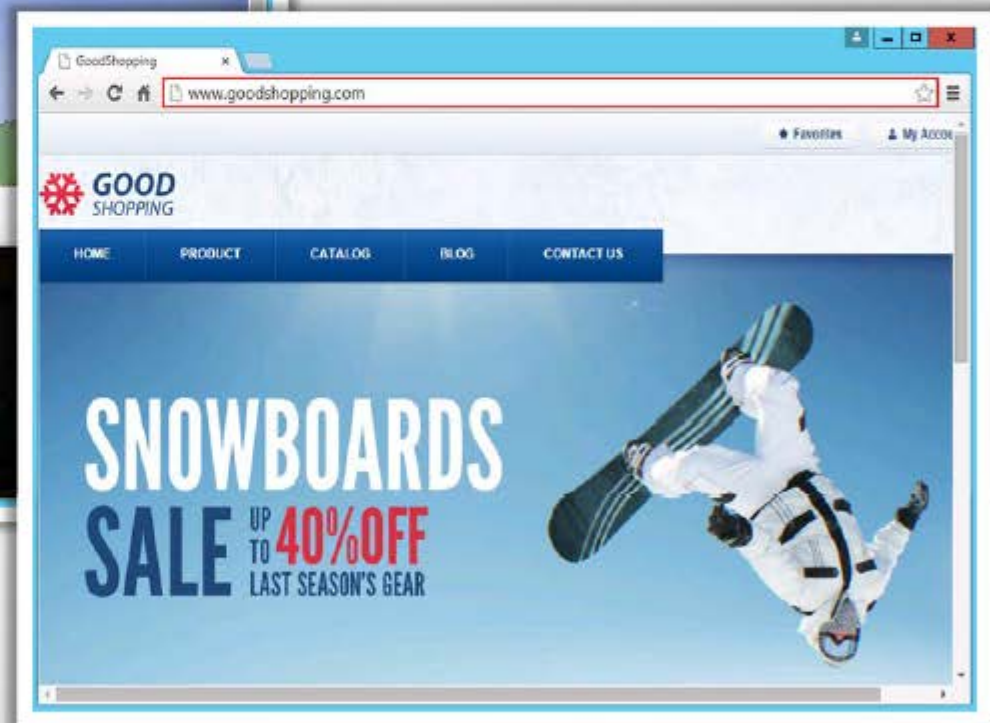 GoodShopping
www.goodshopping.com
Favorites
My Accou
GOOD
SHOPPING
HOME PRODUCT CATALOG BLOG CONTACT US
SNOWBOARDS
SALE UP TO 40%OFF
LAST SEASON'S GEAR